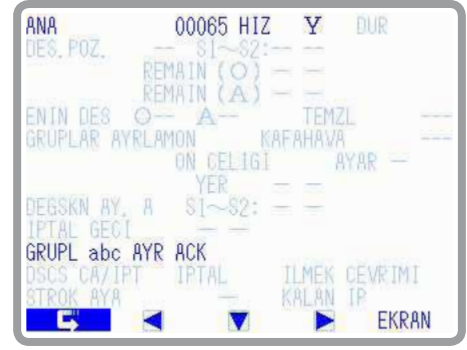 ANA 00065 HIZ Y DUR
DES.POZ. -- S1~S2:-- --
REMAIN (O) -- --
REMAIN (A) -- --
ENIN DES O-- A-- TEMZL ---
GRUPLAR AYRLAMON KAFAHAVA ---
ON CELIGI AYAR --
YER -- --
DEGSKN AY. A S1~S2: -- --
IPTAL GECI -- --
GRUPL abc AYR ACK
DSCS CA/IPT IPTAL ILMEK CEVRIMI
STROK AYA -- KALAN IP
EKRAN